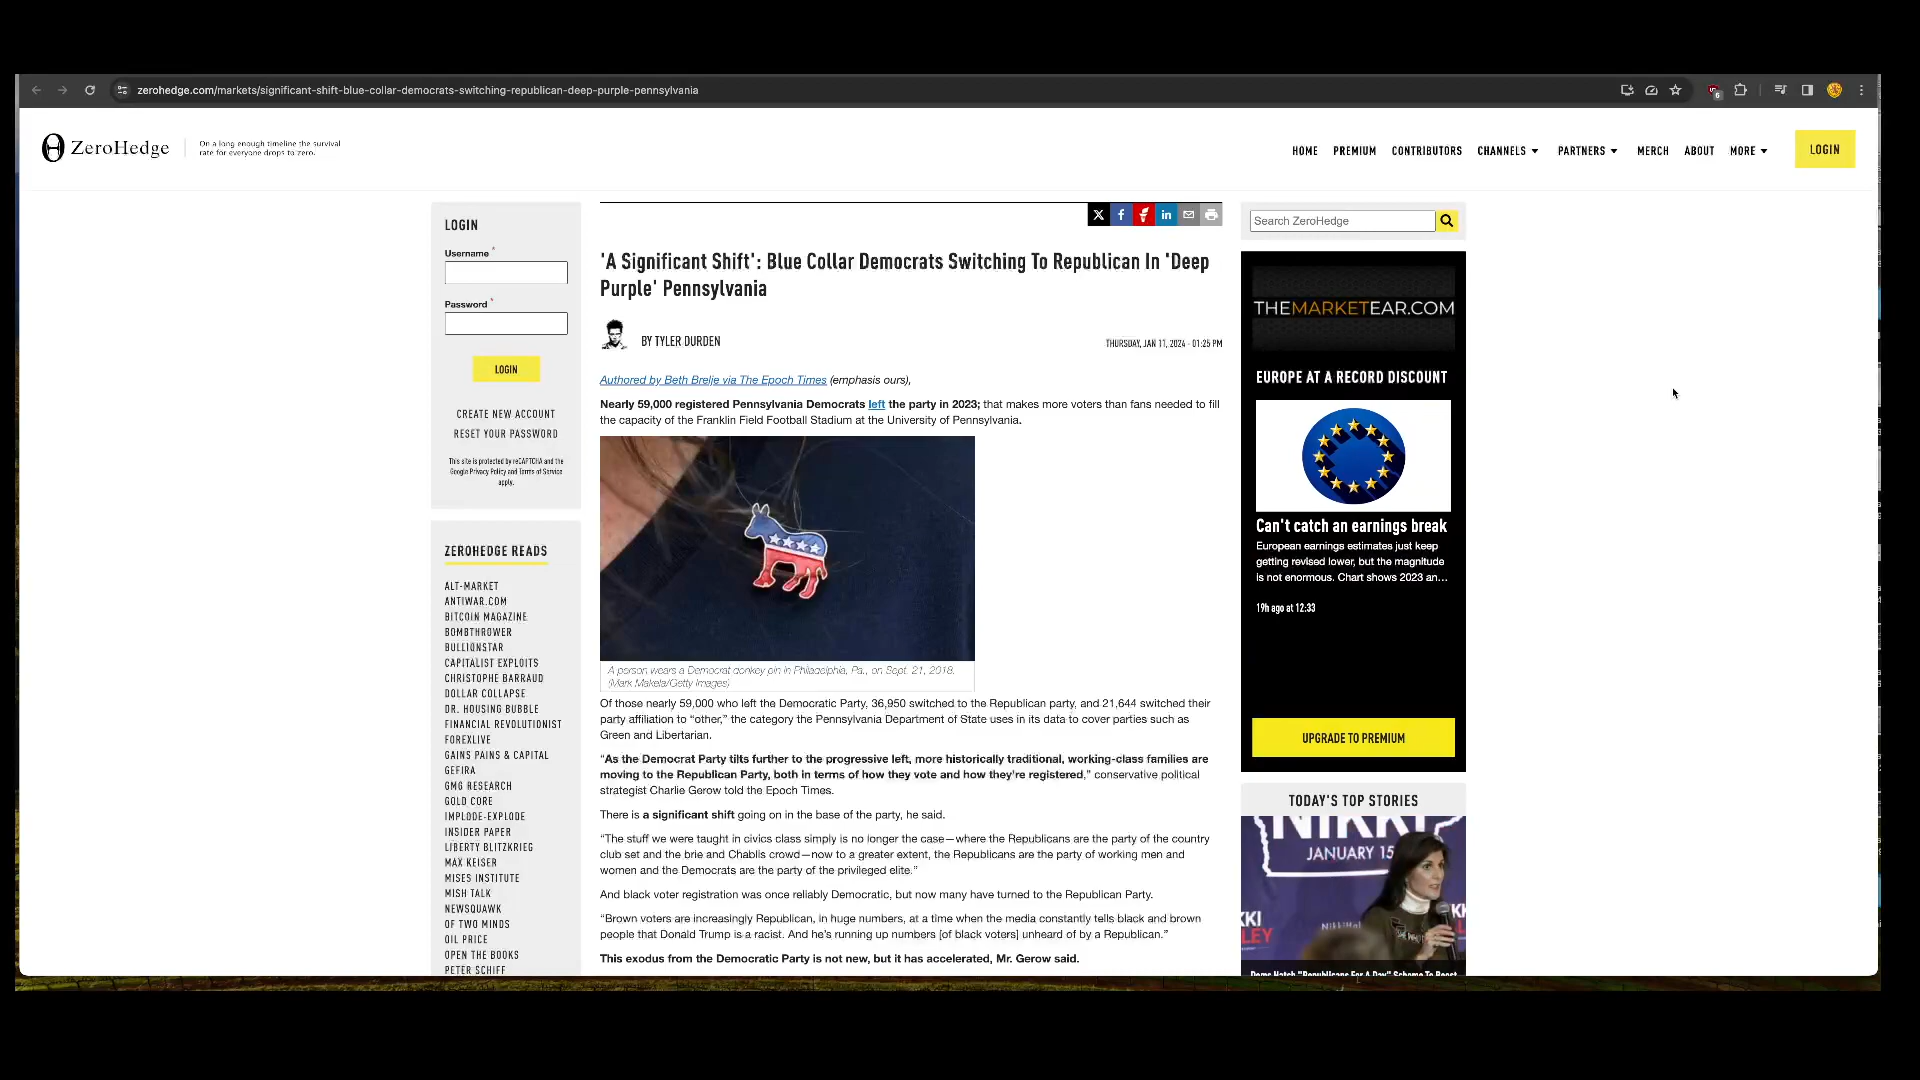 zerohedge.com/markets/significant-shift-blue-collar-democrats-switching-republican-deep-purple-pennsylvania
6
ZeroHedge
On a long enough timeline the survival
rate for everyone drops to zero.
HOME PREMIUM CONTRIBUTORS CHANNELS PARTNERS MERCH ABOUT MORE LOGIN
LOGIN
Username *
Password *
LOGIN
CREATE NEW ACCOUNT
RESET YOUR PASSWORD
This site is protected by reCAPTCHA and the
Google Privacy Policy and Terms of Service
apply.
ZEROHEDGE READS
ALT-MARKET
ANTIWAR.COM
BITCOIN MAGAZINE
BOMBTHROWER
BULLIONSTAR
CAPITALIST EXPLOITS
CHRISTOPHE BARRAUD
DOLLAR COLLAPSE
DR. HOUSING BUBBLE
FINANCIAL REVOLUTIONIST
FOREXLIVE
GAINS PAINS & CAPITAL
GEFIRA
GMG RESEARCH
GOLD CORE
IMPLODE-EXPLODE
INSIDER PAPER
LIBERTY BLITZKRIEG
MAX KEISER
MISES INSTITUTE
MISH TALK
NEWSQUAWK
OF TWO MINDS
OIL PRICE
OPEN THE BOOKS
PETER SCHIFF
'A Significant Shift': Blue Collar Democrats Switching To Republican In 'Deep
Purple' Pennsylvania
BY TYLER DURDEN
THURSDAY, JAN 11, 2024 - 01:25 PM
Authored by Beth Brelje via The Epoch Times (emphasis ours),
Nearly 59,000 registered Pennsylvania Democrats left the party in 2023; that makes more voters than fans needed to fill
the capacity of the Franklin Field Football Stadium at the University of Pennsylvania.
A person wears a Democrat donkey pin in Philadelphia, Pa., on Sept. 21, 2018.
(Mark Makela/Getty Images)
Of those nearly 59,000 who left the Democratic Party, 36,950 switched to the Republican party, and 21,644 switched their
party affiliation to “other,” the category the Pennsylvania Department of State uses in its data to cover parties such as
Green and Libertarian.
“As the Democrat Party tilts further to the progressive left, more historically traditional, working-class families are
moving to the Republican Party, both in terms of how they vote and how they're registered,” conservative political
strategist Charlie Gerow told the Epoch Times.
There is a significant shift going on in the base of the party, he said.
“The stuff we were taught in civics class simply is no longer the case—where the Republicans are the party of the country
club set and the brie and Chablis crowd—now to a greater extent, the Republicans are the party of working men and
women and the Democrats are the party of the privileged elite.”
And black voter registration was once reliably Democratic, but now many have turned to the Republican Party.
“Brown voters are increasingly Republican, in huge numbers, at a time when the media constantly tells black and brown
people that Donald Trump is a racist. And he's running up numbers [of black voters] unheard of by a Republican.”
This exodus from the Democratic Party is not new, but it has accelerated, Mr. Gerow said.
Search ZeroHedge
THEMARKETEAR.COM
EUROPE AT A RECORD DISCOUNT
Can't catch an earnings break
European earnings estimates just keep
getting revised lower, but the magnitude
is not enormous. Chart shows 2023 an...
19h ago at 12:33
UPGRADE TO PREMIUM
TODAY'S TOP STORIES
NIKKI
JANUARY 15
Dems Hatch "Republicans For A Day" Scheme To Boost